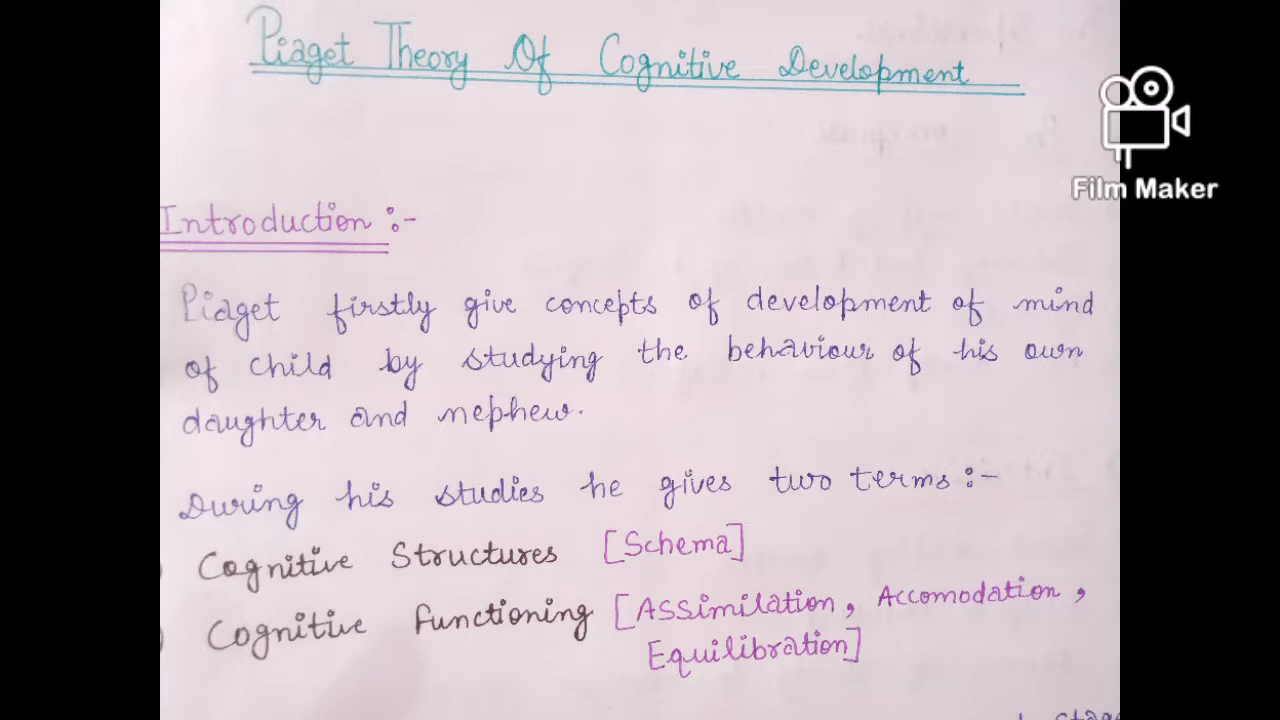 Piaget Theory Of Cognitive Development
Film Maker
Introduction :-
Piaget firstly give concepts of development of mind
of child by studying the behaviour of his own
daughter and nephew.
During his studies he gives two terms :-
Cognitive Structures [Schema]
Cognitive Functioning [Assimilation, Accomodation,
Equilibration]